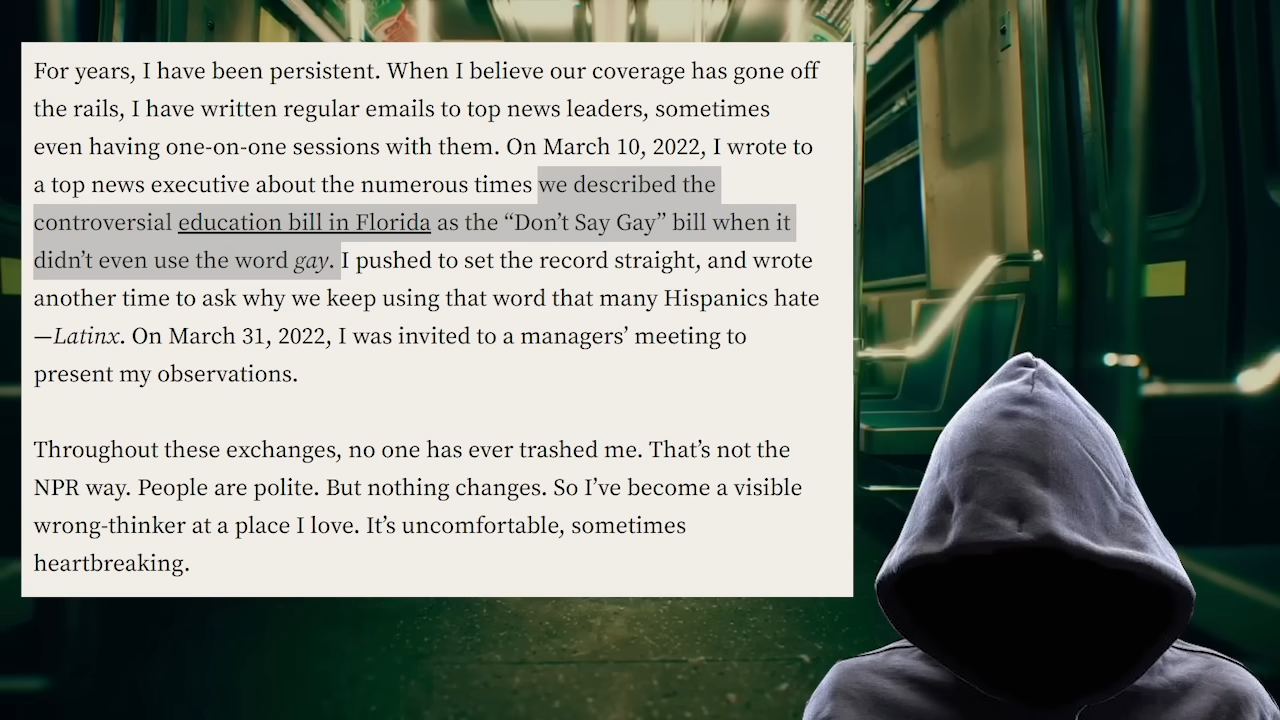 For years, I have been persistent. When I believe our coverage has gone off
the rails, I have written regular emails to top news leaders, sometimes
even having one-on-one sessions with them. On March 10, 2022, I wrote to
a top news executive about the numerous times we described the
controversial education bill in Florida as the “Don’t Say Gay” bill when it
didn’t even use the word gay. I pushed to set the record straight, and wrote
another time to ask why we keep using that word that many Hispanics hate
—Latinx. On March 31, 2022, I was invited to a managers’ meeting to
present my observations.
Throughout these exchanges, no one has ever trashed me. That’s not the
NPR way. People are polite. But nothing changes. So I’ve become a visible
wrong-thinker at a place I love. It’s uncomfortable, sometimes
heartbreaking.